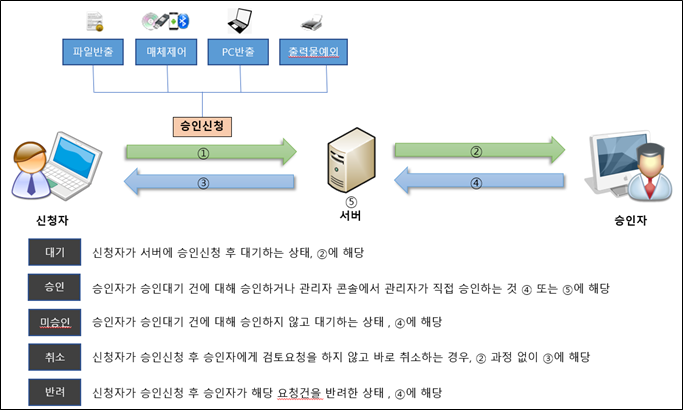 파일반출 매체제어 PC반출 출력물예외
승인신청
① ②
③ ④
⑤
신청자 서버 승인자
대기 신청자가 서버에 승인신청 후 대기하는 상태, ②에 해당
승인 승인자가 승인대기 건에 대해 승인하거나 관리자 콘솔에서 관리자가 직접 승인하는 것 ④ 또는 ⑤에 해당
미승인 승인자가 승인대기 건에 대해 승인하지 않고 대기하는 상태 , ④에 해당
취소 신청자가 승인신청 후 승인자에게 검토요청을 하지 않고 바로 취소하는 경우, ② 과정 없이 ③에 해당
반려 신청자가 승인신청 후 승인자가 해당 요청건을 반려한 상태 , ④에 해당